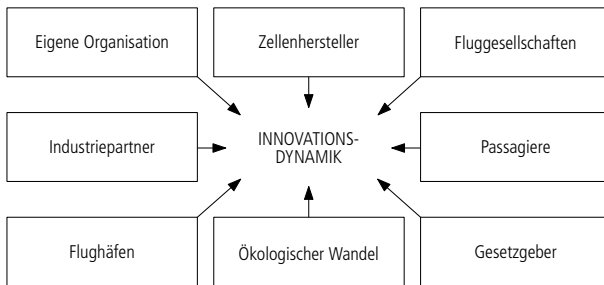 Eigene Organisation
Zellenhersteller
Fluggesellschaften
Industriepartner
INNOVATIONS-
DYNAMIK
Passagiere
Flughäfen
Ökologischer Wandel
Gesetzgeber